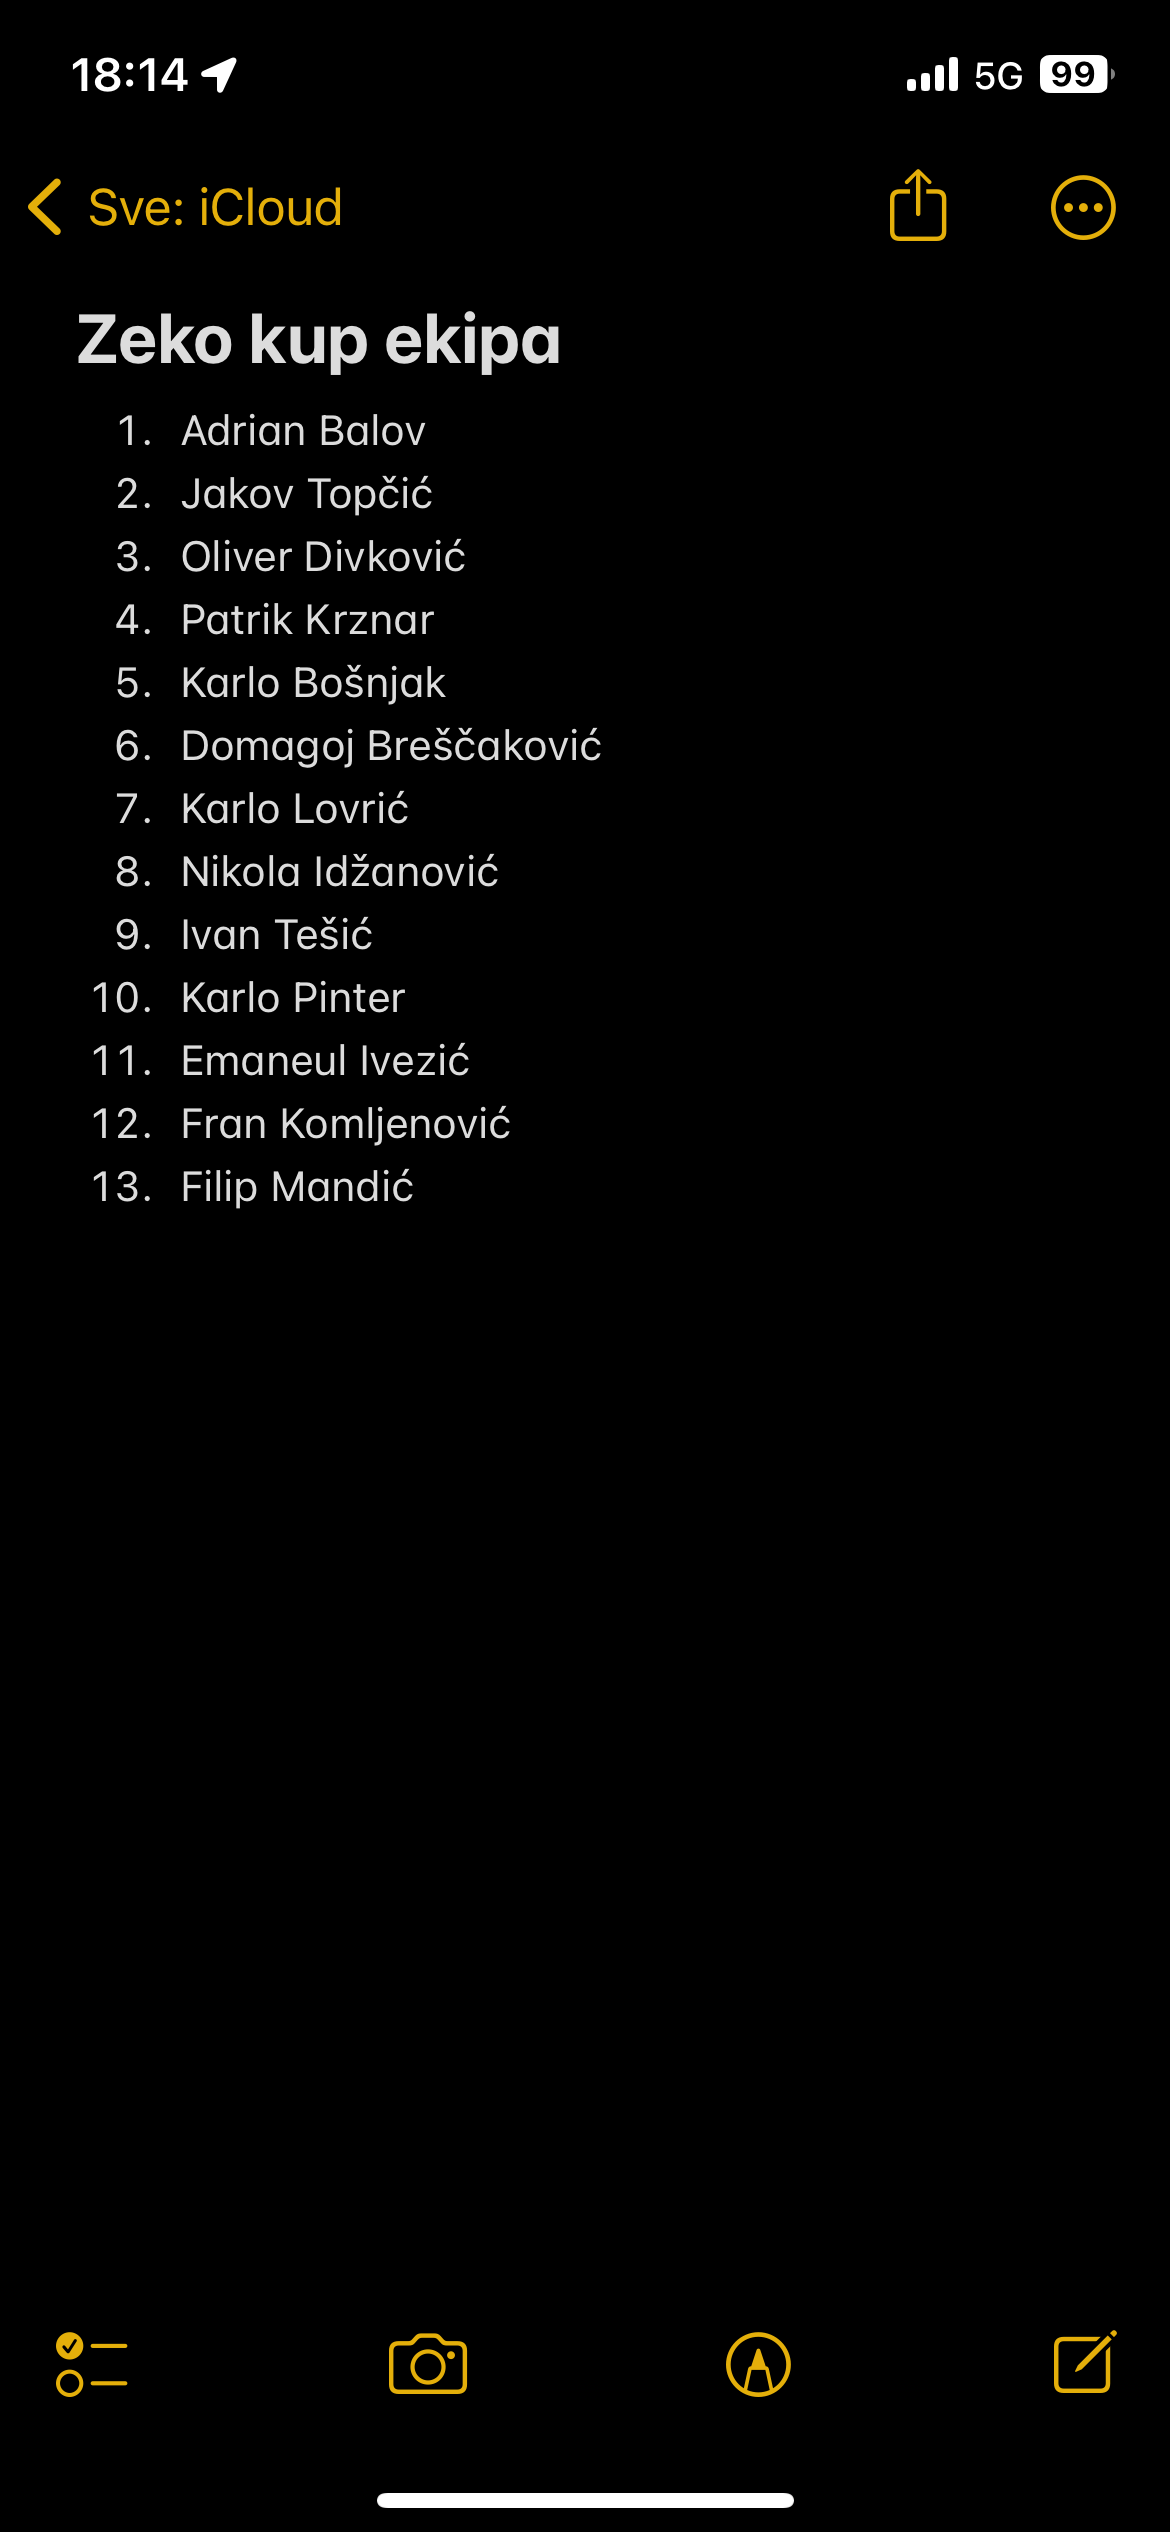 18:14
5G
99
Sve: iCloud
Zeko kup ekipa
1. Adrian Balov
2. Jakov Topčić
3. Oliver Divković
4. Patrik Krznar
5. Karlo Bošnjak
6. Domagoj Breščaković
7. Karlo Lovrić
8. Nikola Idžanović
9. Ivan Tešić
10. Karlo Pinter
11. Emaneul Ivezić
12. Fran Komljenović
13. Filip Mandić